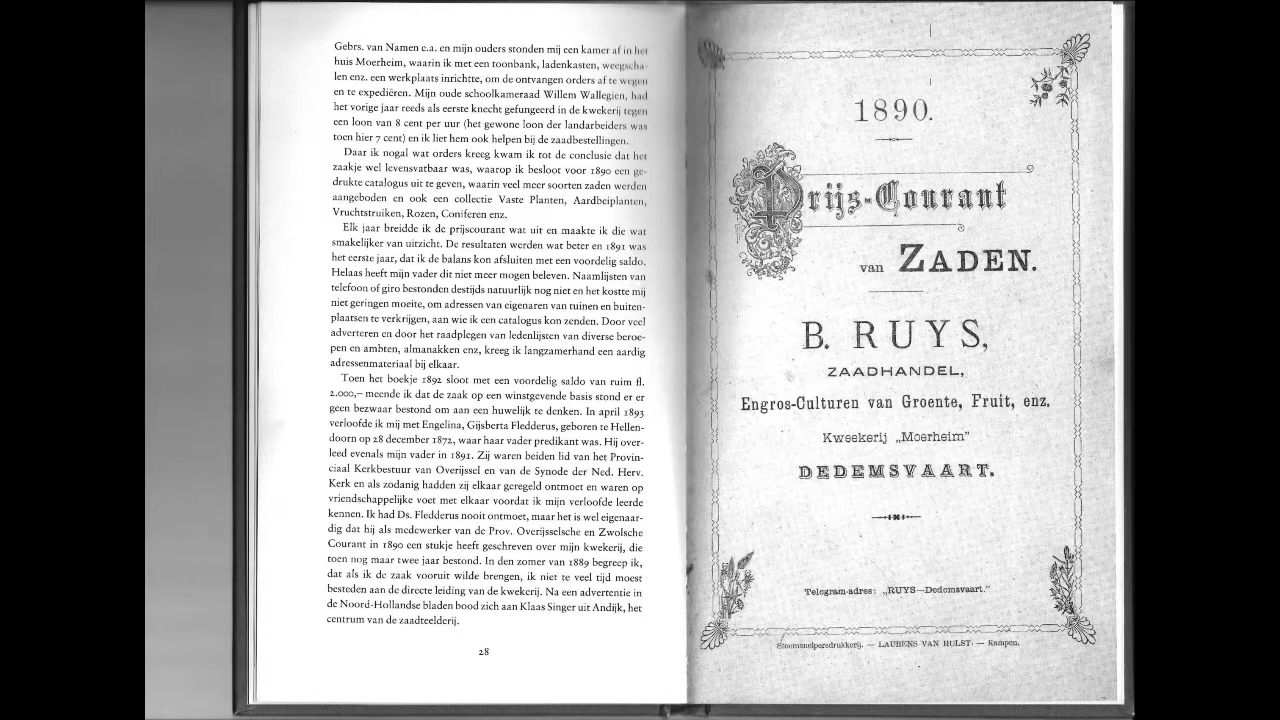 Gebrs. van Namen e.a. en mijn ouders stonden mij een kamer af in het
huis Moerheim, waarin ik met een toonbank, ladenkasten, weegscha-
len enz. een werkplaats inrichtte, om de ontvangen orders af te wegen
en te expediëren. Mijn oude schoolkameraad Willem Wallegien, had
het vorige jaar reeds als eerste knecht gefungeerd in de kwekerij tegen
een loon van 8 cent per uur (het gewone loon der landarbeiders was
toen hier 7 cent) en ik liet hem ook helpen bij de zaadbestellingen.
Daar ik nogal wat orders kreeg kwam ik tot de conclusie dat het
zaakje wel levensvatbaar was, waarop ik besloot voor 1890 een ge-
drukte catalogus uit te geven, waarin veel meer soorten zaden werden
aangeboden en ook een collectie Vaste Planten, Aardbeiplanten,
Vruchtstruiken, Rozen, Coniferen enz.
Elk jaar breidde ik de prijscourant wat uit en maakte ik die wat
smakelijker van uitzicht. De resultaten werden wat beter en 1891 was
het eerste jaar, dat ik de balans kon afsluiten met een voordelig saldo.
Helaas heeft mijn vader dit niet meer mogen beleven. Naamlijsten van
telefoon of giro bestonden destijds natuurlijk nog niet en het kostte mij
niet geringen moeite, om adressen van eigenaren van tuinen en buiten-
plaatsen te verkrijgen, aan wie ik een catalogus kon zenden. Door veel
adverteren en door het raadplegen van ledenlijsten van diverse beroe-
pen en ambten, almanakken enz, kreeg ik langzamerhand een aardig
adressenmateriaal bij elkaar.
Toen het boekje 1892 sloot met een voordelig saldo van ruim fl.
2.000,– meende ik dat de zaak op een winstgevende basis stond er er
geen bezwaar bestond om aan een huwelijk te denken. In april 1893
verloofde ik mij met Engelina, Gijsberta Fledderus, geboren te Hellen-
doorn op 28 december 1872, waar haar vader predikant was. Hij over-
leed evenals mijn vader in 1891. Zij waren beiden lid van het Provin-
ciaal Kerkbestuur van Overijssel en van de Synode der Ned. Herv.
Kerk en als zodanig hadden zij elkaar geregeld ontmoet en waren op
vriendschappelijke voet met elkaar voordat ik mijn verloofde leerde
kennen. Ik had Ds. Fledderus nooit ontmoet, maar het is wel eigenaar-
dig dat hij als medewerker van de Prov. Overijsselsche en Zwolsche
Courant in 1890 een stukje heeft geschreven over mijn kwekerij, die
toen nog maar twee jaar bestond. In den zomer van 1889 begreep ik,
dat als ik de zaak vooruit wilde brengen, ik niet te veel tijd moest
besteden aan de directe leiding van de kwekerij. Na een advertentie in
de Noord-Hollandse bladen bood zich aan Klaas Singer uit Andijk, het
centrum van de zaadteelderij.
28
1890.
Prijs-Courant
van ZADEN.
B. RUYS,
ZAADHANDEL,
Engros-Culturen van Groente, Fruit, enz.
Kweekerij „Moerheim"
DEDEMSVAART.
Telegram-adres: „RUYS—Dedemsvaart."
Stoomsnelpersdrukkerij. — LAURENS VAN HULST. — Kampen.